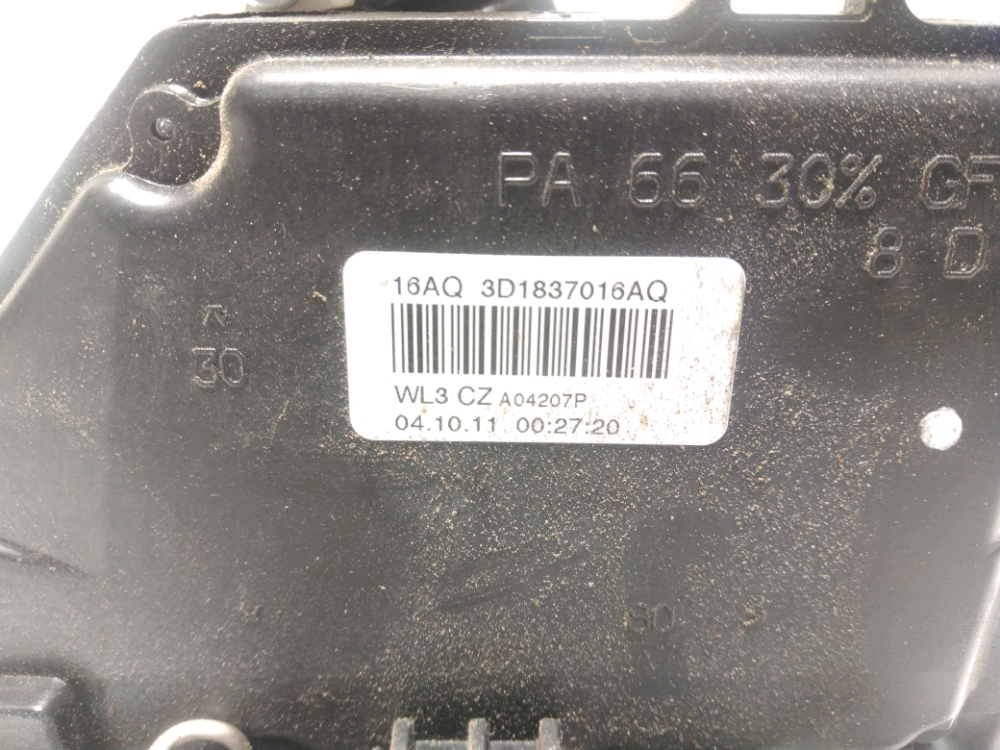 PA 66 30% GF
8 D
16AQ 3D1837016AQ
30
WL3 CZ A04207P
04.10.11 00:27:20